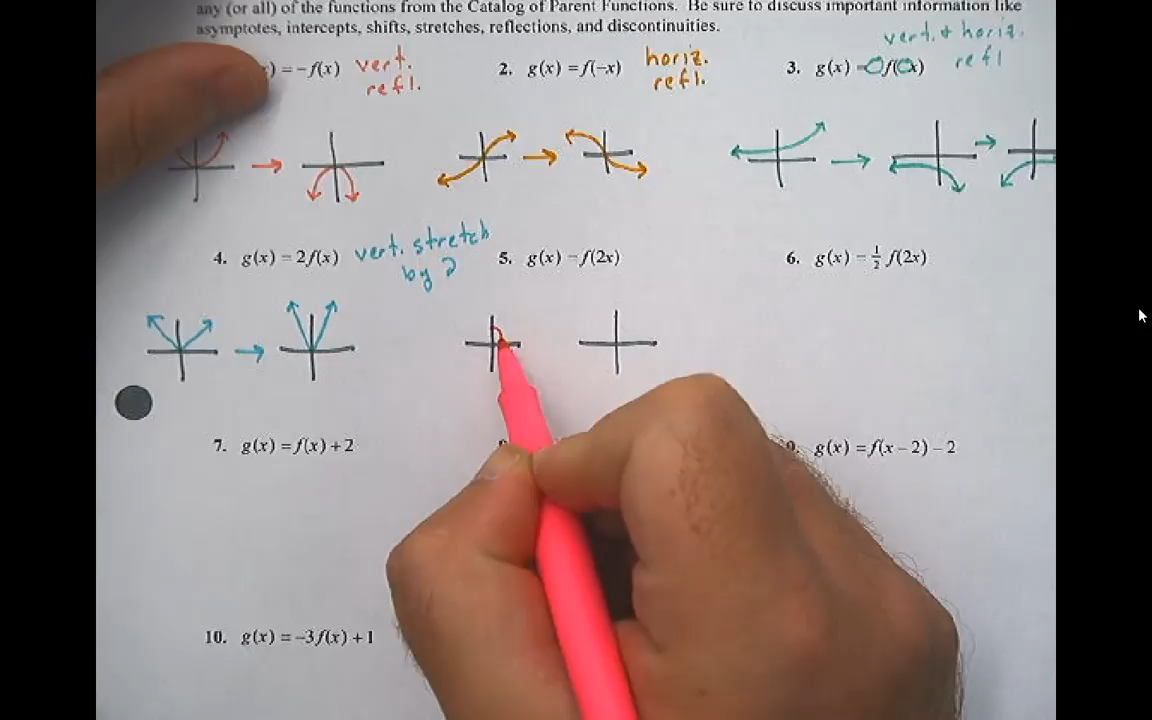 any (or all) of the functions from the Catalog of Parent Functions. Be sure to discuss important information like
asymptotes, intercepts, shifts, stretches, reflections, and discontinuities.
) = −f(x) vert. refl.
2. g(x) = f(−x) horiz. refl.
3. g(x) = −f(−x) vert. + horiz. refl
4. g(x) = 2f(x) vert. stretch by 2
5. g(x) = f(2x)
6. g(x) = 1/2 f(2x)
7. g(x) = f(x) + 2
9. g(x) = f(x − 2) − 2
10. g(x) = −3f(x) + 1